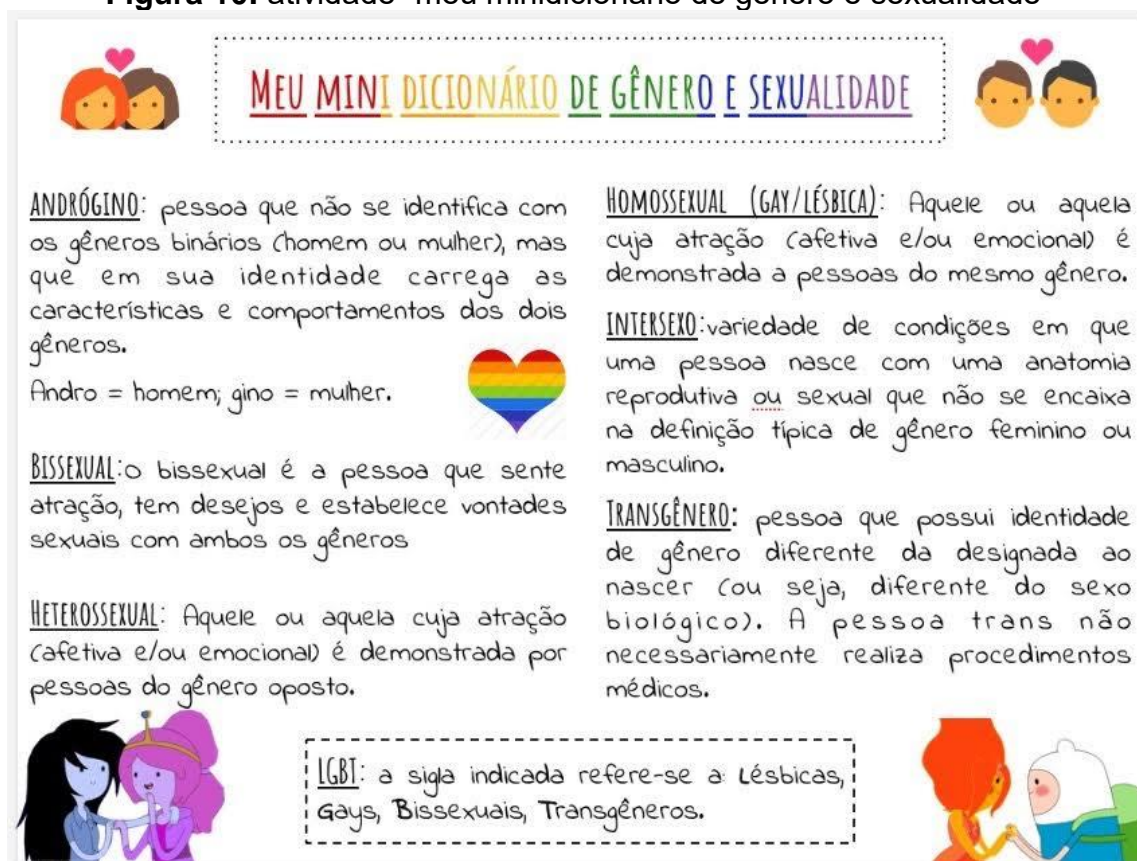 Figura 10: atividade "meu minidicionário de gênero e sexualidade"
MEU MINI DICIONÁRIO DE GÊNERO E SEXUALIDADE
ANDRÓGINO: pessoa que não se identifica com
os gêneros binários (homem ou mulher), mas
que em sua identidade carrega as
características e comportamentos dos dois
gêneros.
Andro = homem; gino = mulher.
BISSEXUAL:o bissexual é a pessoa que sente
atração, tem desejos e estabelece vontades
sexuais com ambos os gêneros
HETEROSSEXUAL: Aquele ou aquela cuja atração
(afetiva e/ou emocional) é demonstrada por
pessoas do gênero oposto.
HOMOSSEXUAL (GAY/LÉSBICA): Aquele ou aquela
cuja atração (afetiva e/ou emocional) é
demonstrada a pessoas do mesmo gênero.
INTERSEXO:variedade de condições em que
uma pessoa nasce com uma anatomia
reprodutiva ou sexual que não se encaixa
na definição típica de gênero feminino ou
masculino.
TRANSGÊNERO: pessoa que possui identidade
de gênero diferente da designada ao
nascer (ou seja, diferente do sexo
biológico). A pessoa trans não
necessariamente realiza procedimentos
médicos.
LGBT: a sigla indicada refere-se a: Lésbicas,
Gays, Bissexuais, Transgêneros.